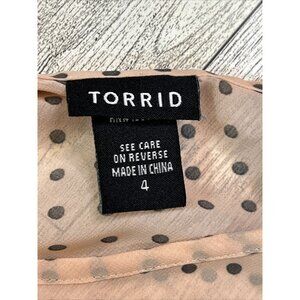 TORRID
SEE CARE
ON REVERSE
MADE IN CHINA
4